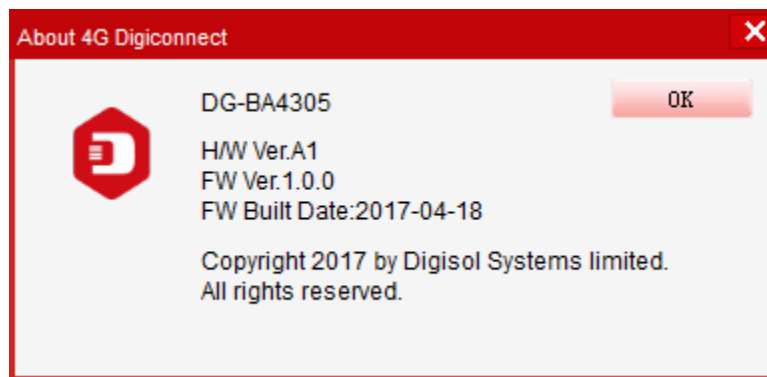 About 4G Digiconnect
DG-BA4305
OK
H/W Ver.A1
FW Ver.1.0.0
FW Built Date:2017-04-18
Copyright 2017 by Digisol Systems limited.
All rights reserved.